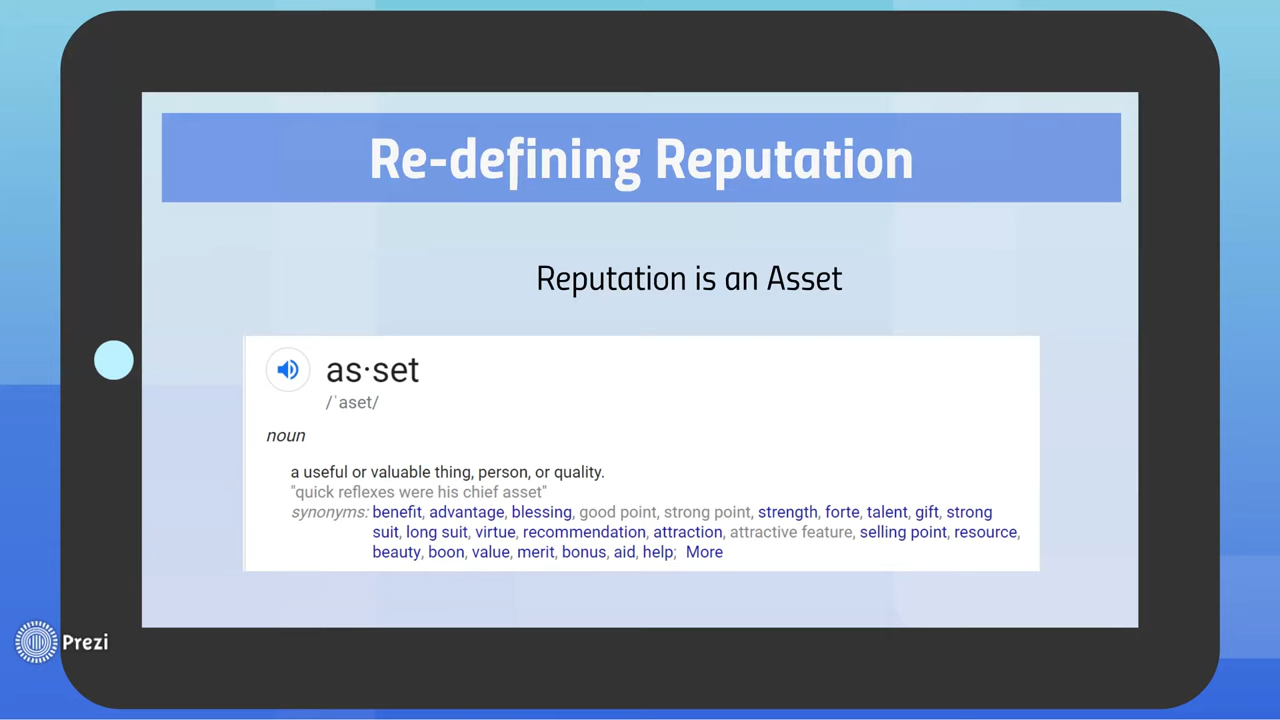 Re-defining Reputation
Reputation is an Asset
as·set
/ˈaset/
noun
a useful or valuable thing, person, or quality.
"quick reflexes were his chief asset"
synonyms: benefit, advantage, blessing, good point, strong point, strength, forte, talent, gift, strong
suit, long suit, virtue, recommendation, attraction, attractive feature, selling point, resource,
beauty, boon, value, merit, bonus, aid, help; More
Prezi